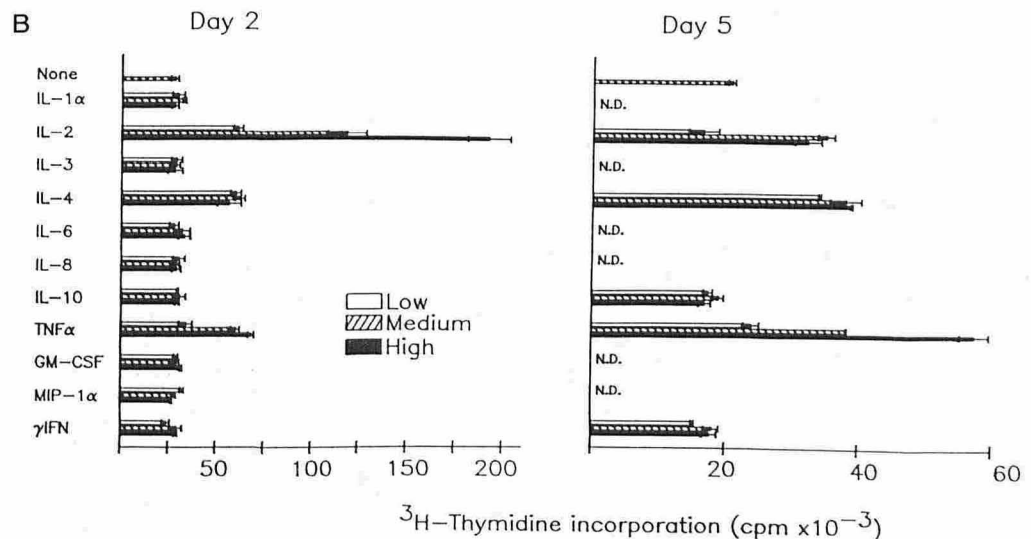 B
Day 2
Day 5
None
IL-1α
IL-2
IL-3
IL-4
IL-6
IL-8
IL-10
TNFα
GM-CSF
MIP-1α
γIFN
N.D.
N.D.
N.D.
N.D.
N.D.
N.D.
Low
Medium
High
50
100
150
200
20
40
60
³H-Thymidine incorporation (cpm x10⁻³)